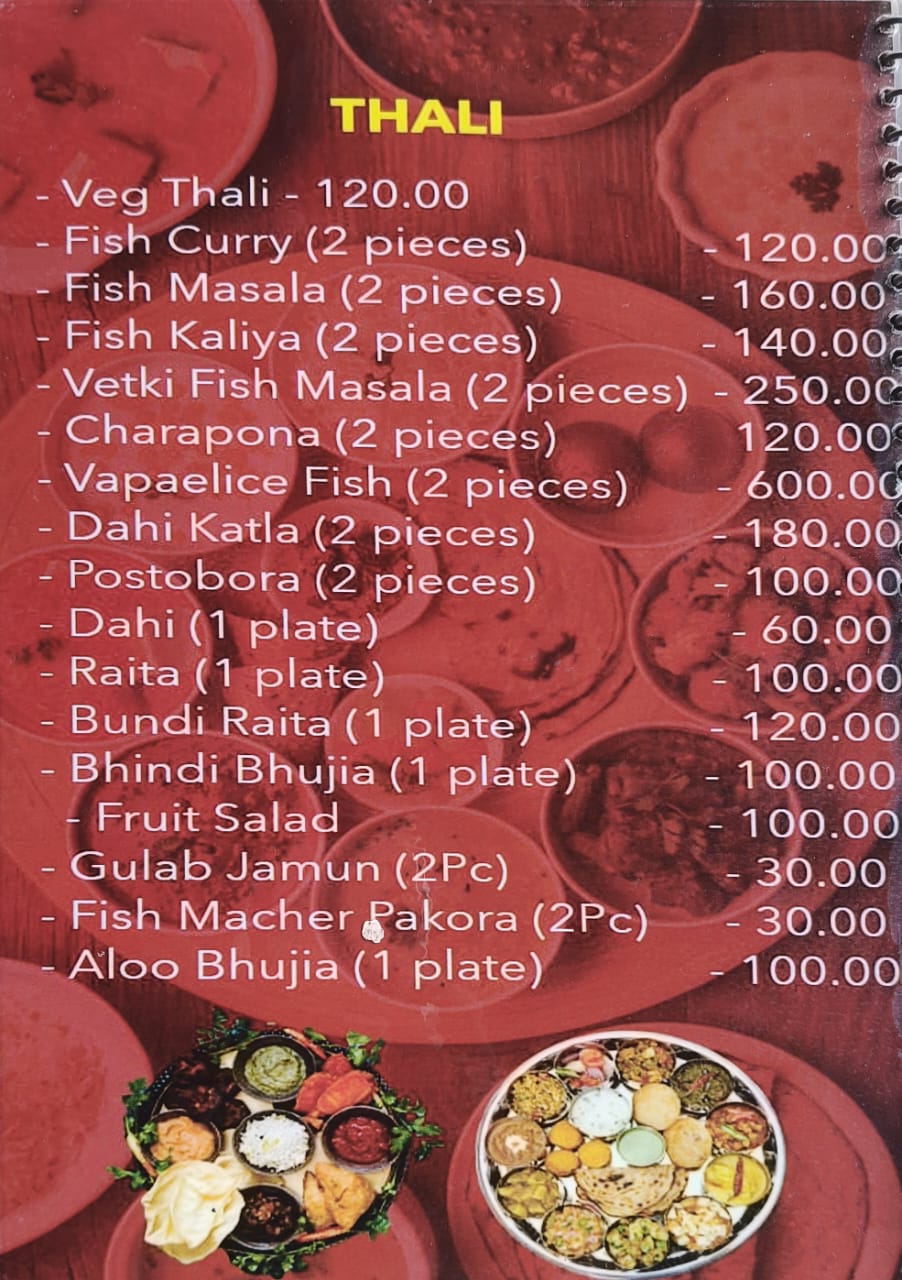 THALI
- Veg Thali - 120.00
- Fish Curry (2 pieces) - 120.00
- Fish Masala (2 pieces) - 160.00
- Fish Kaliya (2 pieces) - 140.00
- Vetki Fish Masala (2 pieces) - 250.00
- Charapona (2 pieces) 120.00
- Vapaelice Fish (2 pieces) - 600.00
- Dahi Katla (2 pieces) - 180.00
- Postobora (2 pieces) - 100.00
- Dahi (1 plate) - 60.00
- Raita (1 plate) - 100.00
- Bundi Raita (1 plate) - 120.00
- Bhindi Bhujia (1 plate) - 100.00
- Fruit Salad - 100.00
- Gulab Jamun (2Pc) - 30.00
- Fish Macher Pakora (2Pc) - 30.00
- Aloo Bhujia (1 plate) - 100.00